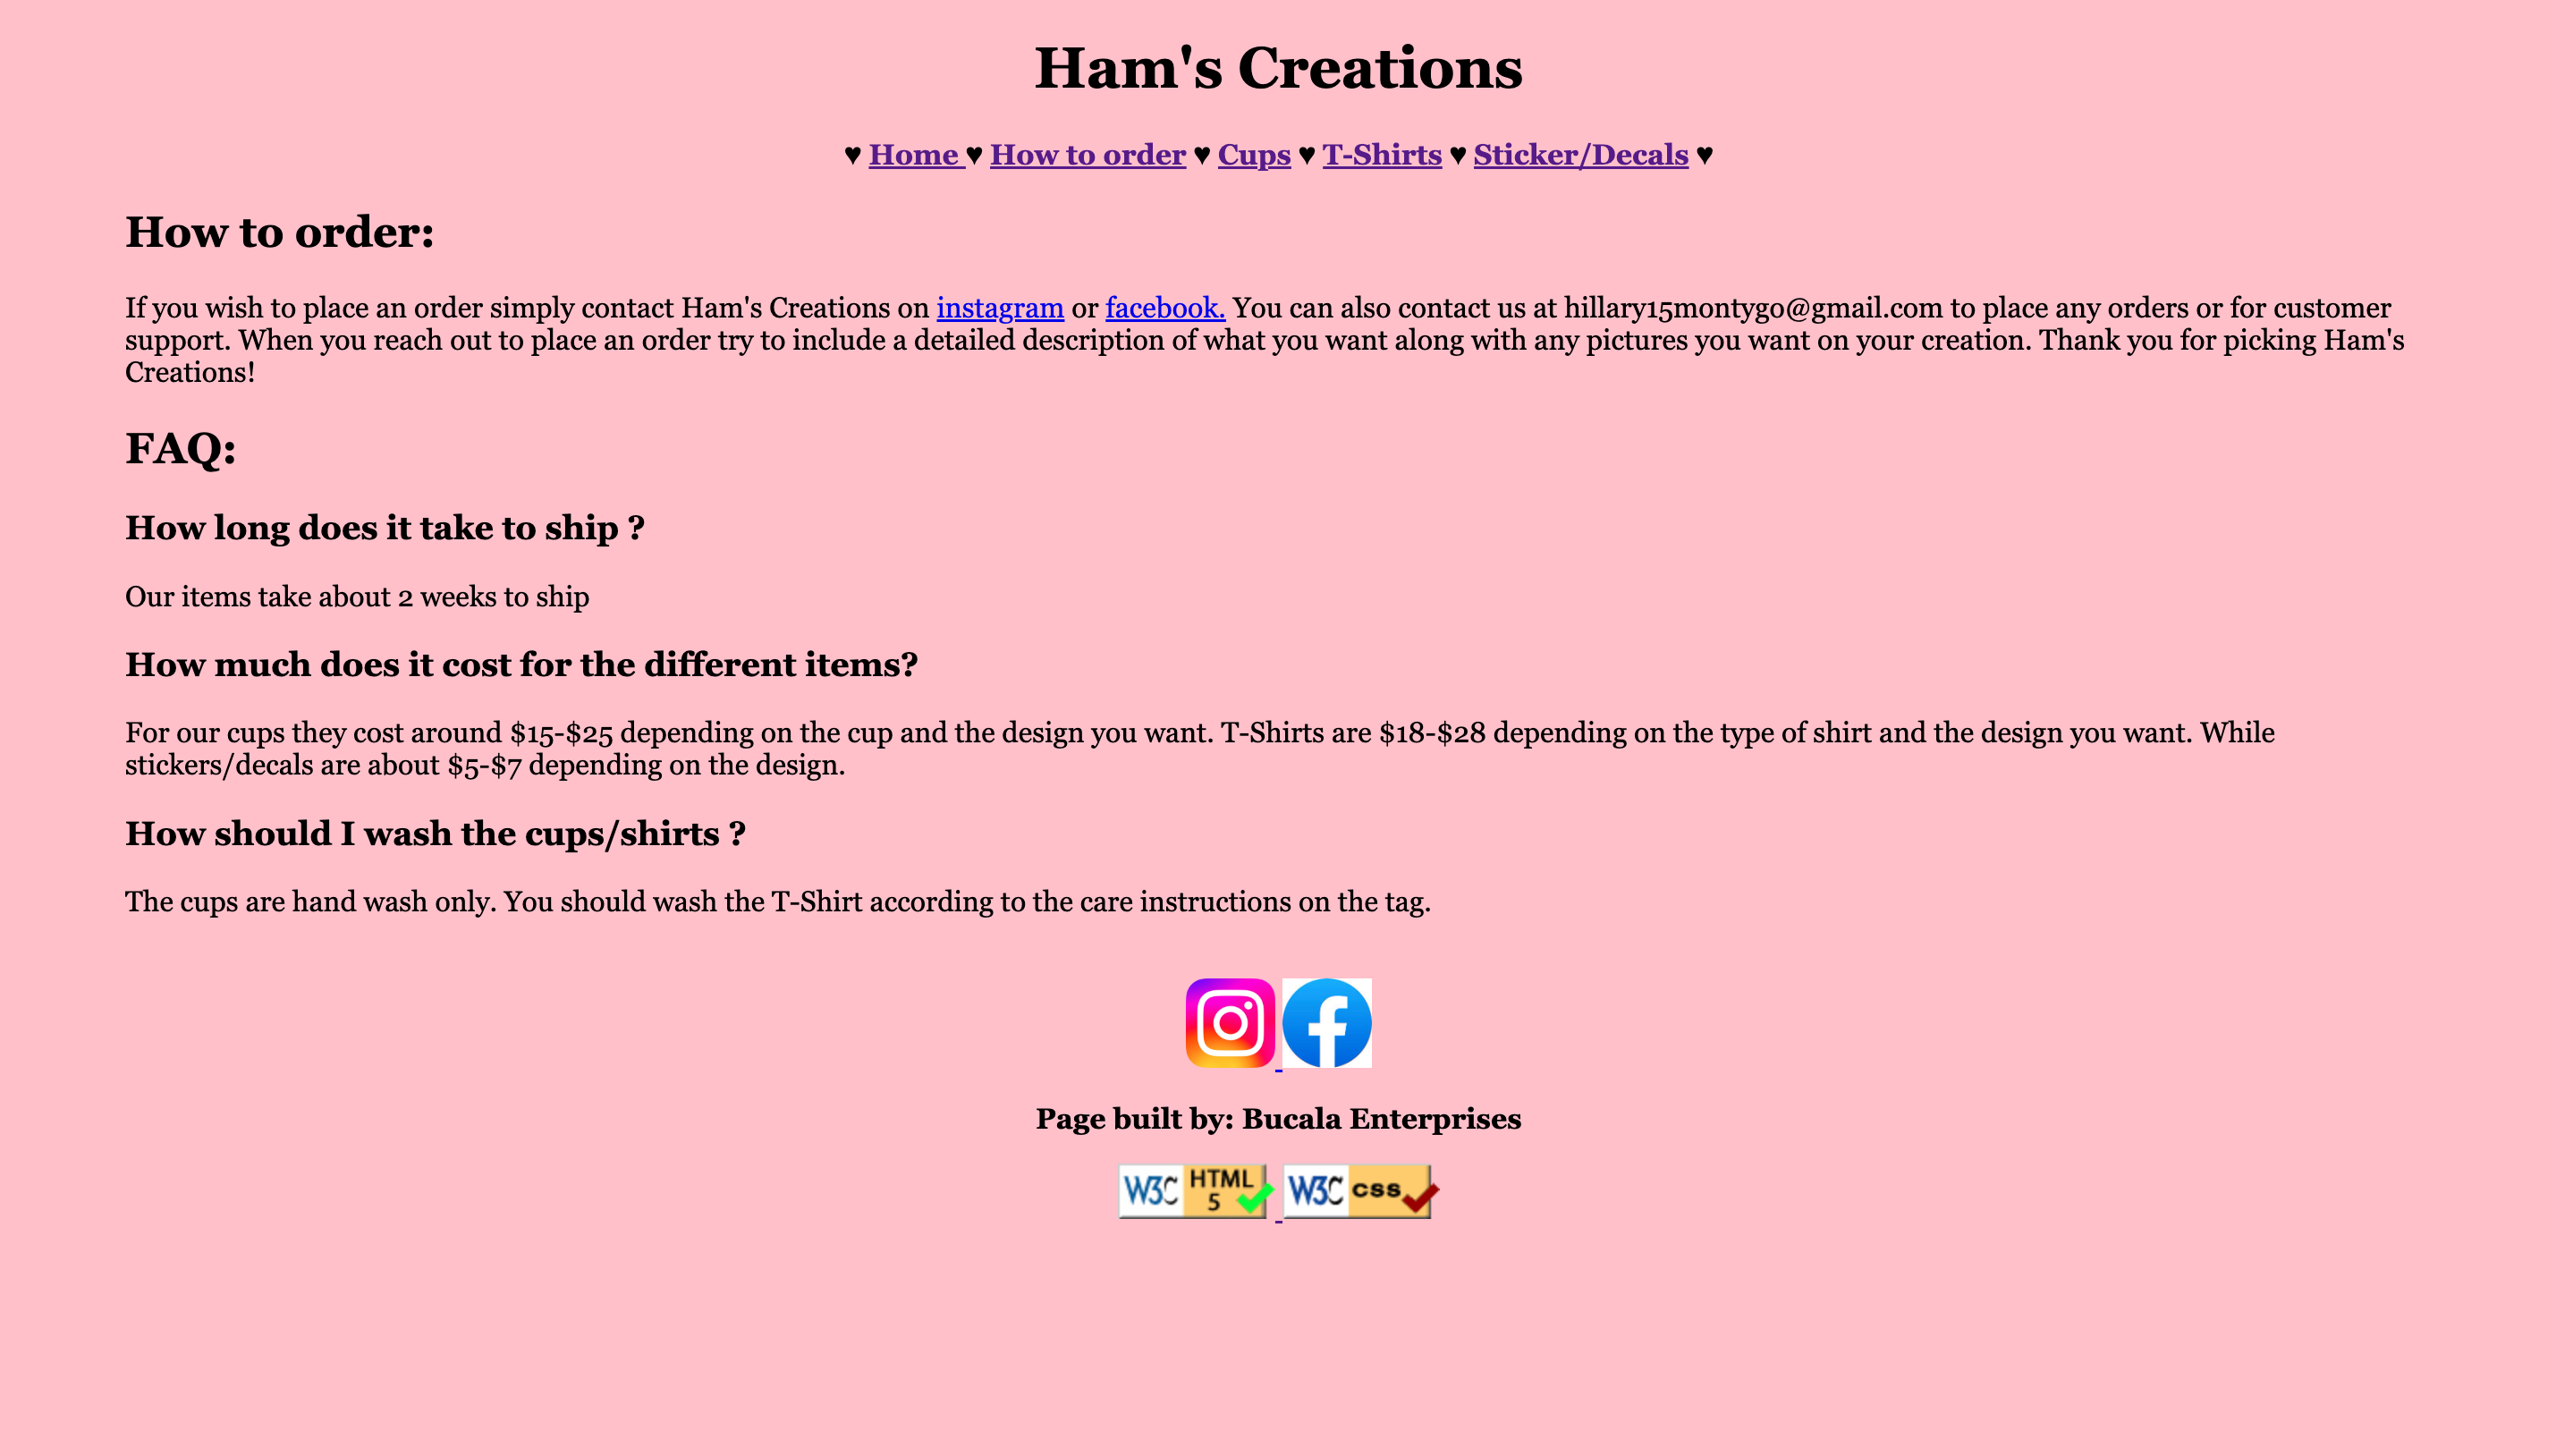 Ham's Creations
♥ Home ♥ How to order ♥ Cups ♥ T-Shirts ♥ Sticker/Decals ♥
How to order:
If you wish to place an order simply contact Ham's Creations on instagram or facebook. You can also contact us at hillary15montygo@gmail.com to place any orders or for customer
support. When you reach out to place an order try to include a detailed description of what you want along with any pictures you want on your creation. Thank you for picking Ham's
Creations!
FAQ:
How long does it take to ship ?
Our items take about 2 weeks to ship
How much does it cost for the different items?
For our cups they cost around $15-$25 depending on the cup and the design you want. T-Shirts are $18-$28 depending on the type of shirt and the design you want. While
stickers/decals are about $5-$7 depending on the design.
How should I wash the cups/shirts ?
The cups are hand wash only. You should wash the T-Shirt according to the care instructions on the tag.
Page built by: Bucala Enterprises
W3C HTML 5 W3C css